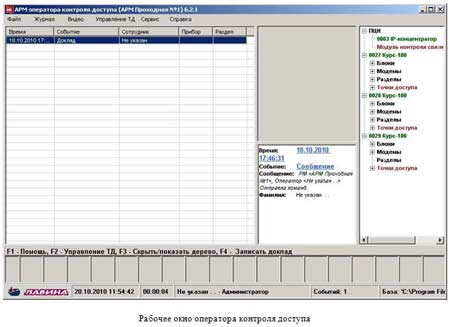 АРМ оператора контроля доступа (АРМ Проходная №1) 6.2.1
Файл Журнал Видео Управление ТД Сервис Справка
Время Событие Сотрудник Прибор Раздел
18.10.2010 17:... Доклад Не указан
ПЦН
0063 IP-концентратор
Модуль контроля связи
0027 Курс-100
Блоки
Модемы
Разделы
Точки доступа
0028 Курс-100
Блоки
Модемы
Разделы
Точки доступа
0029 Курс-100
Блоки
Модемы
Разделы
Точки доступа
Время: 18.10.2010
17:46:31
Событие: Сообщение
Сообщение: РМ «АРМ Проходная
№1», Оператор «Не указан . .»
Отправка команд.
Фамилия: Не указан . .
F1 - Помощь, F2 - Управление ТД, F3 - Скрыть/показать дерево, F4 - Записать доклад
ЛАВИНА 20.10.2010 11:54:42 00:00:04 Не указан . . - Администратор Событий: 1 База: 'C:\Program File
Рабочее окно оператора контроля доступа